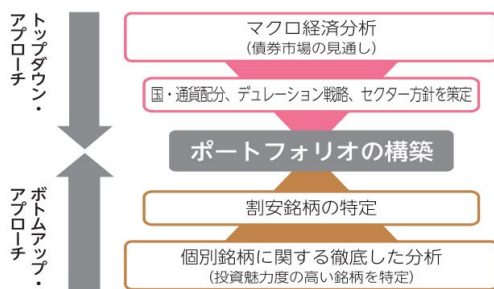 トップダウン・
アプローチ
マクロ経済分析
(債券市場の見通し)
国・通貨配分、デュレーション戦略、セクター方針を策定
ポートフォリオの構築
ボトムアップ・
アプローチ
割安銘柄の特定
個別銘柄に関する徹底した分析
(投資魅力度の高い銘柄を特定)